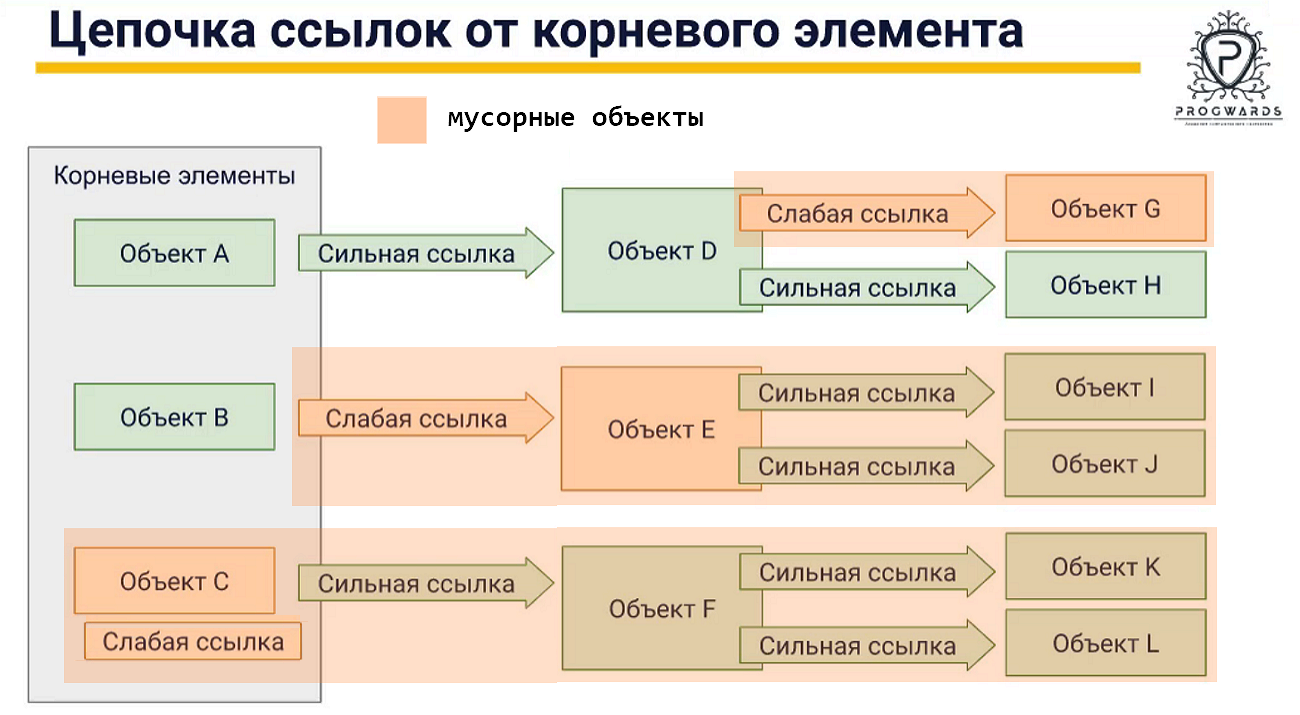 Цепочка ссылок от корневого элемента
PROGWARDS
мусорные объекты
Корневые элементы
Объект A
Сильная ссылка
Объект D
Слабая ссылка
Объект G
Сильная ссылка
Объект H
Объект B
Слабая ссылка
Объект E
Сильная ссылка
Объект I
Сильная ссылка
Объект J
Объект C
Слабая ссылка
Сильная ссылка
Объект F
Сильная ссылка
Объект K
Сильная ссылка
Объект L